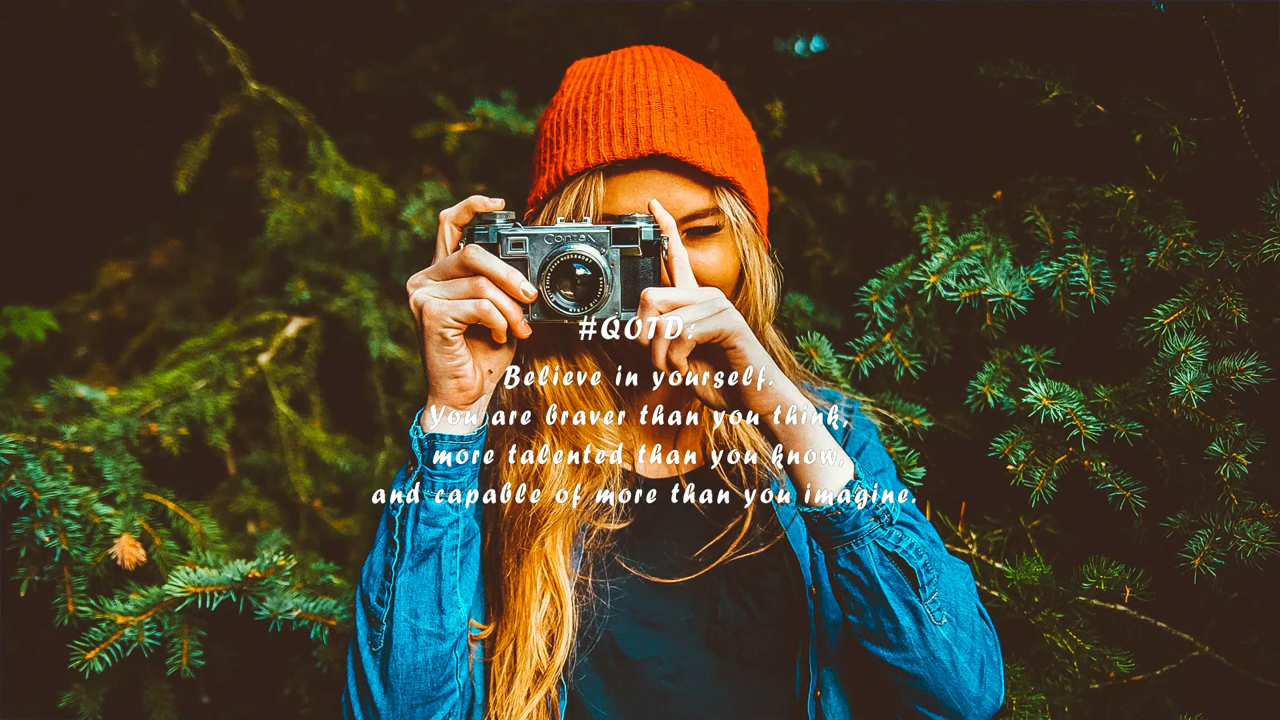 Contax
#QOTD:
Believe in yourself.
You are braver than you think,
more talented than you know,
and capable of more than you imagine.